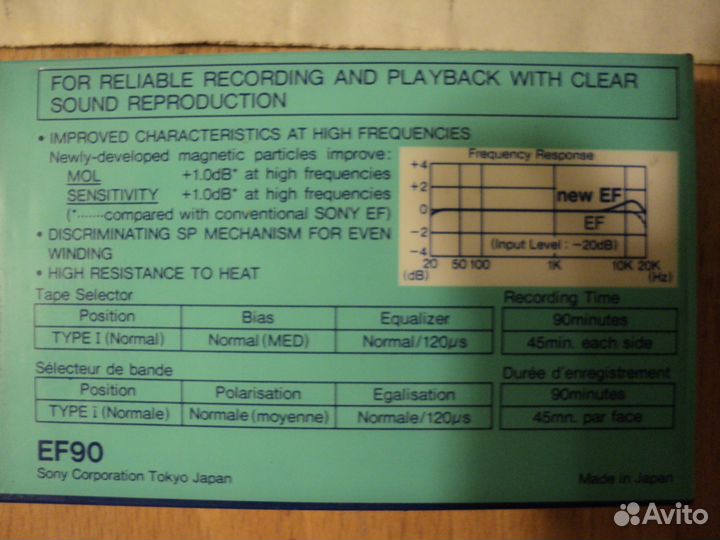 FOR RELIABLE RECORDING AND PLAYBACK WITH CLEAR
SOUND REPRODUCTION
• IMPROVED CHARACTERISTICS AT HIGH FREQUENCIES
Newly-developed magnetic particles improve:
MOL +1.0dB* at high frequencies
SENSITIVITY +1.0dB* at high frequencies
(*.......compared with conventional SONY EF)
• DISCRIMINATING SP MECHANISM FOR EVEN
WINDING
• HIGH RESISTANCE TO HEAT
Frequency Response
+4
+2
new EF
0
EF
-2
(Input Level : -20dB)
-4
20 50 100 1K 10K 20K
(dB) (Hz)
Tape Selector Recording Time
Position Bias Equalizer 90minutes
TYPE I (Normal) Normal (MED) Normal/120μs 45min. each side
Sélecteur de bande Durée d'enregistrement
Position Polarisation Egalisation 90minutes
TYPE I (Normale) Normale (moyenne) Normale/120μs 45mn. par face
EF90
Sony Corporation Tokyo Japan Made in Japan
Avito